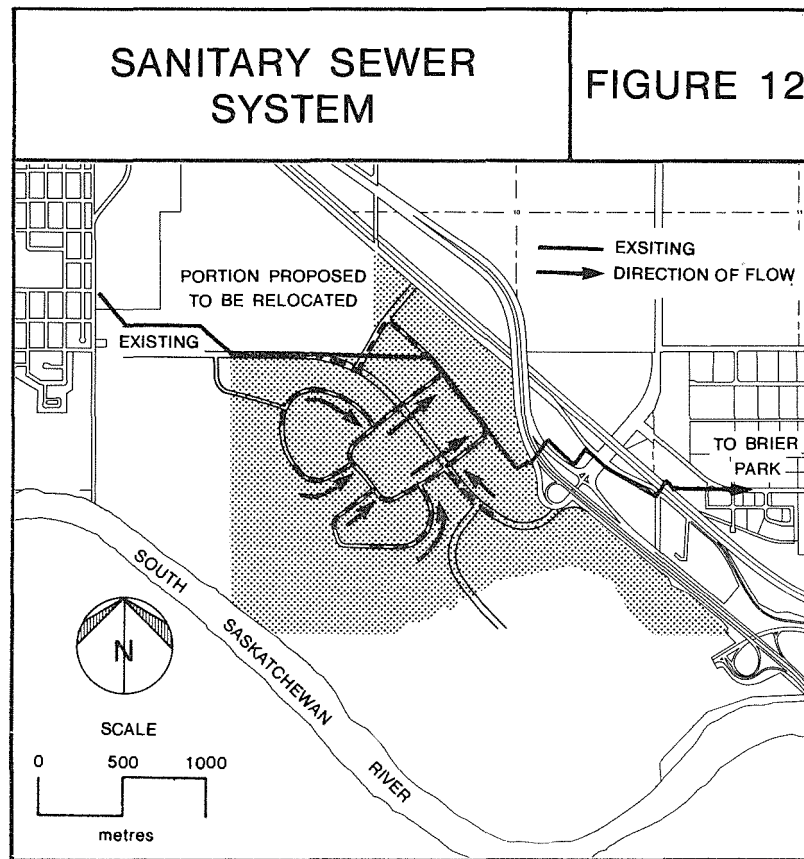 SANITARY SEWER
SYSTEM
FIGURE 12
EXSITING
DIRECTION OF FLOW
PORTION PROPOSED
TO BE RELOCATED
EXISTING
TO BRIER
PARK
SOUTH SASKATCHEWAN RIVER
N
SCALE
0 500 1000
metres